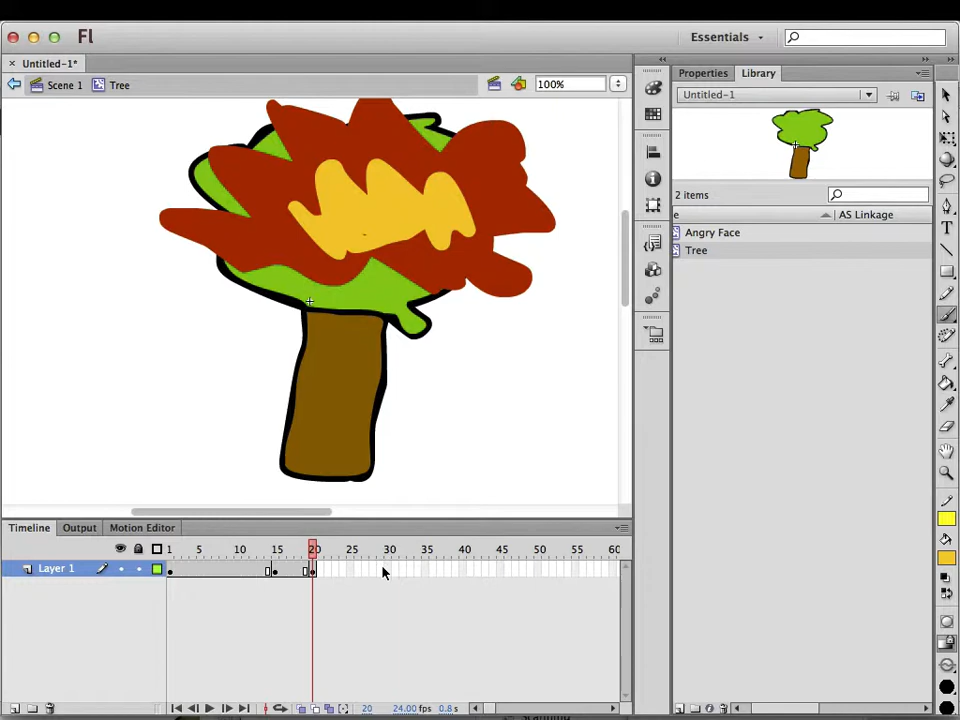 Fl
Essentials
Untitled-1*
Scene 1 Tree 100%
Properties Library
Untitled-1
2 items
e AS Linkage
Angry Face
Tree
Timeline Output Motion Editor
1 5 10 15 20 25 30 35 40 45 50 55 60
Layer 1
20 24.00 fps 0.8 s